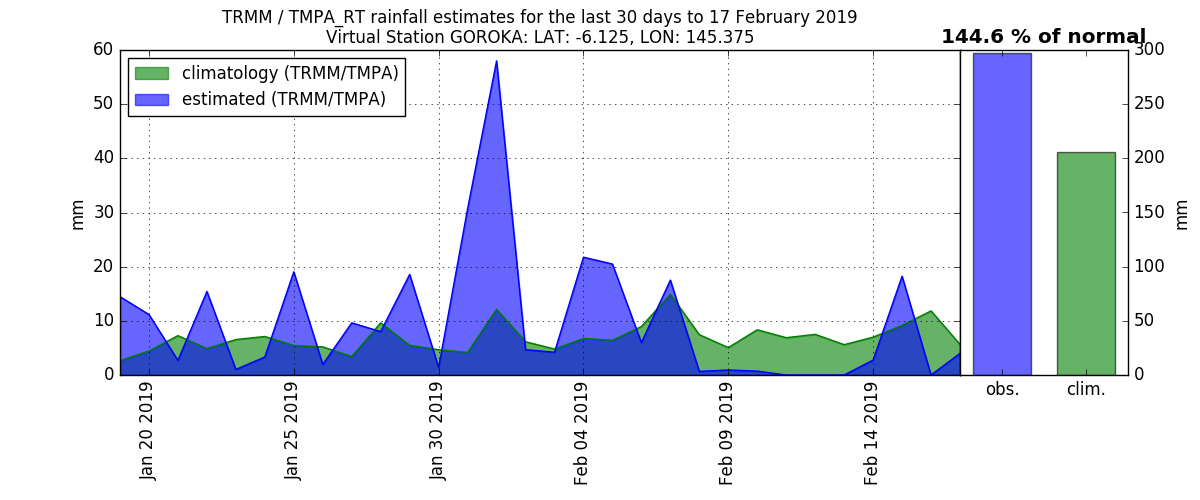 TRMM / TMPA_RT rainfall estimates for the last 30 days to 17 February 2019
Virtual Station GOROKA: LAT: -6.125, LON: 145.375
144.6 % of normal
climatology (TRMM/TMPA)
estimated (TRMM/TMPA)
60
50
40
30
20
10
0
mm
Jan 20 2019
Jan 25 2019
Jan 30 2019
Feb 04 2019
Feb 09 2019
Feb 14 2019
obs.
clim.
300
250
200
150
100
50
0
mm